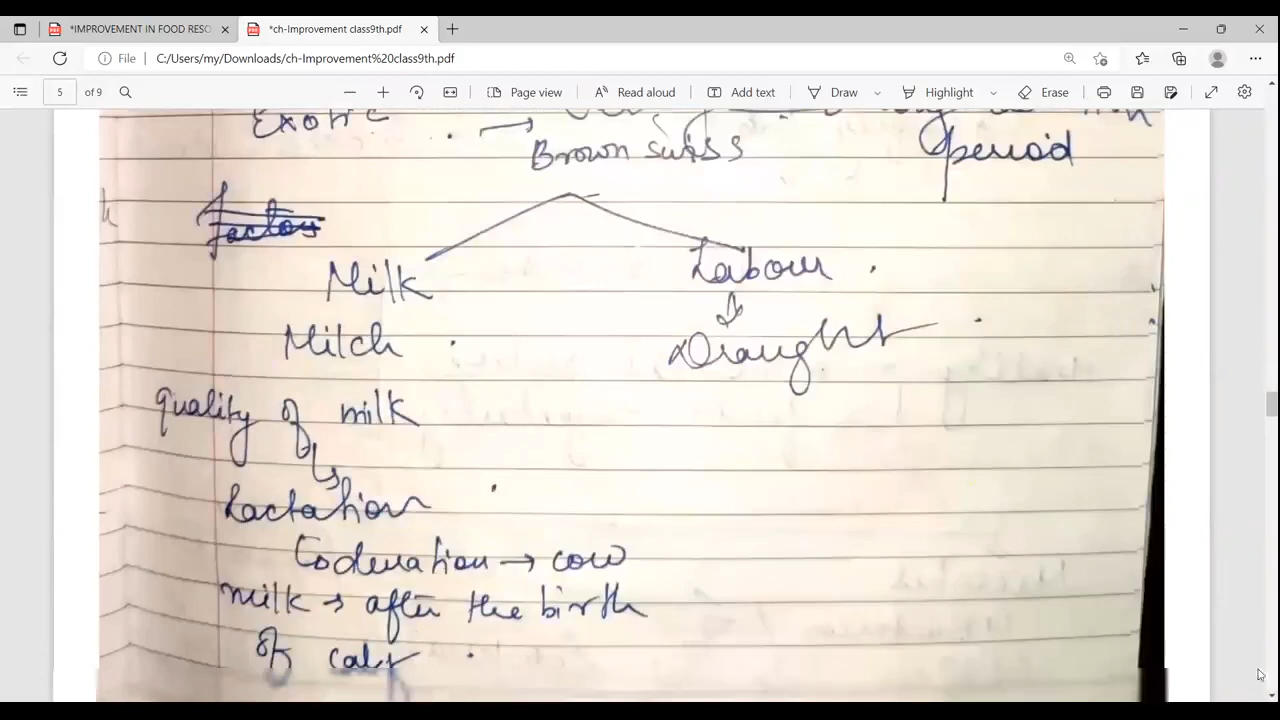 *IMPROVEMENT IN FOOD RESO
*ch-Improvement class9th.pdf
File C:/Users/my/Downloads/ch-Improvement%20class9th.pdf
5 of 9 Page view Read aloud Add text Draw Highlight Erase
Exotic
Brown swiss period
factors
Milk Labour
Milch Draught
quality of milk
Lactation
→ cow
milk → after the birth
of calf